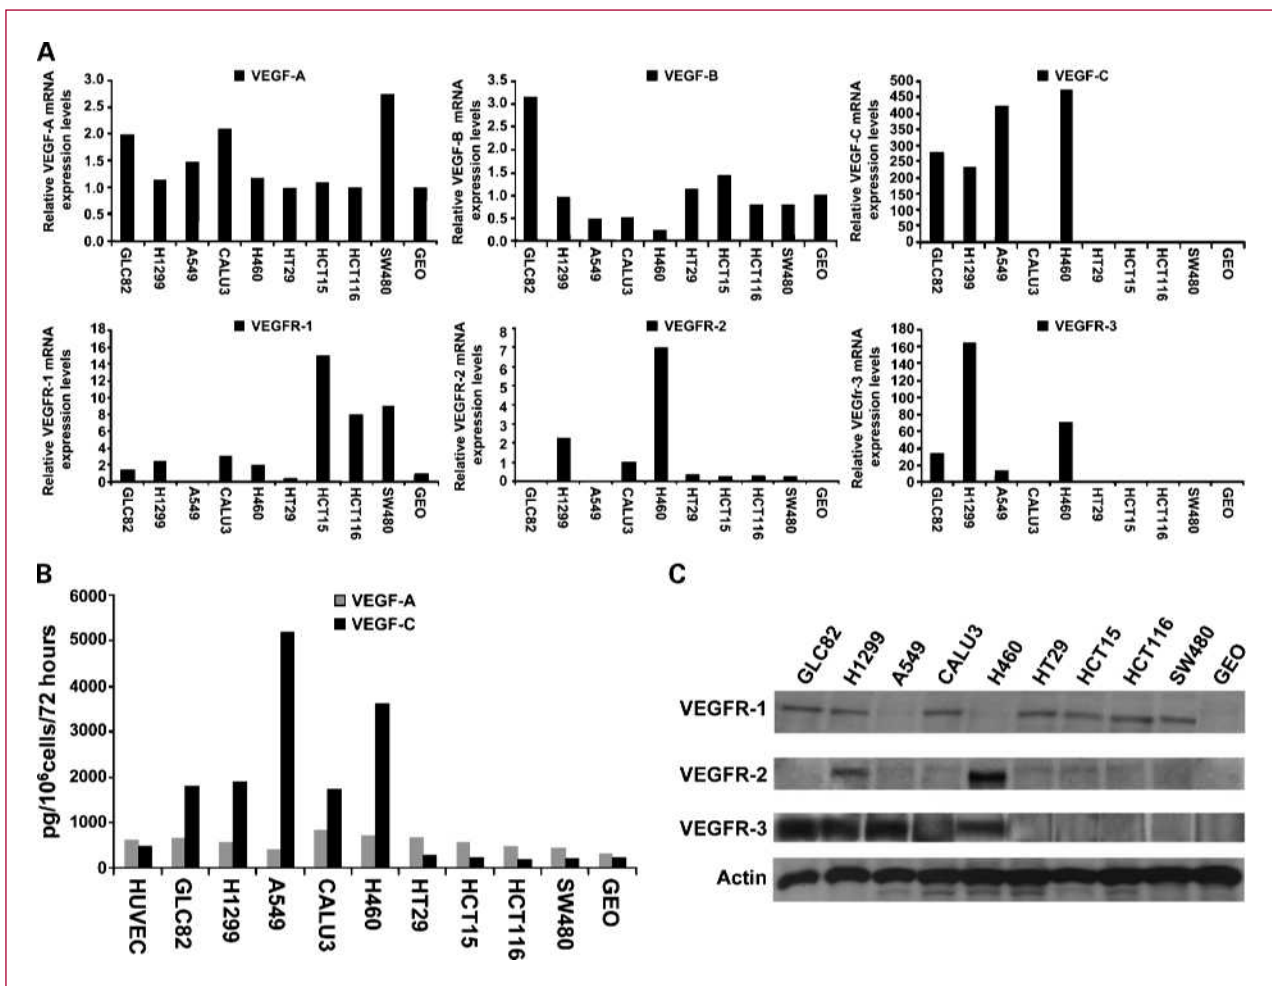 A
VEGF-A
Relative VEGF-A mRNA
expression levels
3.0
2.5
2.0
1.5
1.0
0.5
0.0
GLC82 H1299 A549 CALU3 H460 HT29 HCT15 HCT116 SW480 GEO
VEGF-B
Relative VEGF-B mRNA
expression levels
3.5
3.0
2.5
2.0
1.5
1.0
0.5
0.0
GLC82 H1299 A549 CALU3 H460 HT29 HCT15 HCT116 SW480 GEO
VEGF-C
Relative VEGF-C mRNA
expression levels
500
450
400
350
300
250
200
150
100
50
0
GLC82 H1299 A549 CALU3 H460 HT29 HCT15 HCT116 SW480 GEO
VEGFR-1
Relative VEGFR-1 mRNA
expression levels
18
16
14
12
10
8
6
4
2
0
GLC82 H1299 A549 CALU3 H460 HT29 HCT15 HCT116 SW480 GEO
VEGFR-2
Relative VEGFR-2 mRNA
expression levels
8
7
6
5
4
3
2
1
0
GLC82 H1299 A549 CALU3 H460 HT29 HCT15 HCT116 SW480 GEO
VEGFR-3
Relative VEGfr-3 mRNA
expression levels
180
160
140
120
100
80
60
40
20
0
GLC82 H1299 A549 CALU3 H460 HT29 HCT15 HCT116 SW480 GEO
B
VEGF-A
VEGF-C
pg/10⁶cells/72 hours
6000
5000
4000
3000
2000
1000
0
HUVEC GLC82 H1299 A549 CALU3 H460 HT29 HCT15 HCT116 SW480 GEO
C
GLC82 H1299 A549 CALU3 H460 HT29 HCT15 HCT116 SW480 GEO
VEGFR-1
VEGFR-2
VEGFR-3
Actin